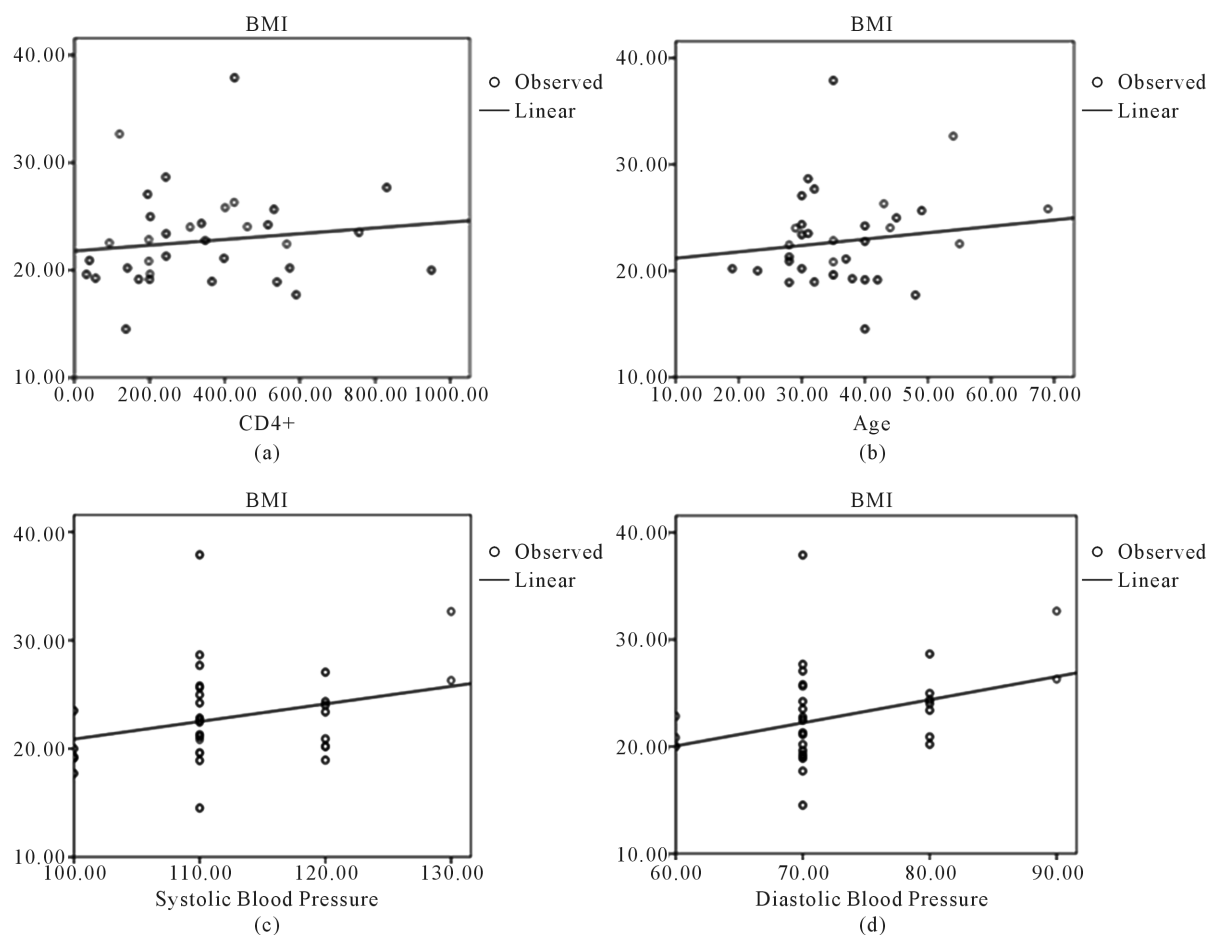 BMI
40.00
30.00
20.00
10.00
0.00 200.00 400.00 600.00 800.00 1000.00
CD4+
(a)
Observed
Linear
BMI
40.00
30.00
20.00
10.00
10.00 20.00 30.00 40.00 50.00 60.00 70.00
Age
(b)
Observed
Linear
BMI
40.00
30.00
20.00
10.00
100.00 110.00 120.00 130.00
Systolic Blood Pressure
(c)
Observed
Linear
BMI
40.00
30.00
20.00
10.00
60.00 70.00 80.00 90.00
Diastolic Blood Pressure
(d)
Observed
Linear